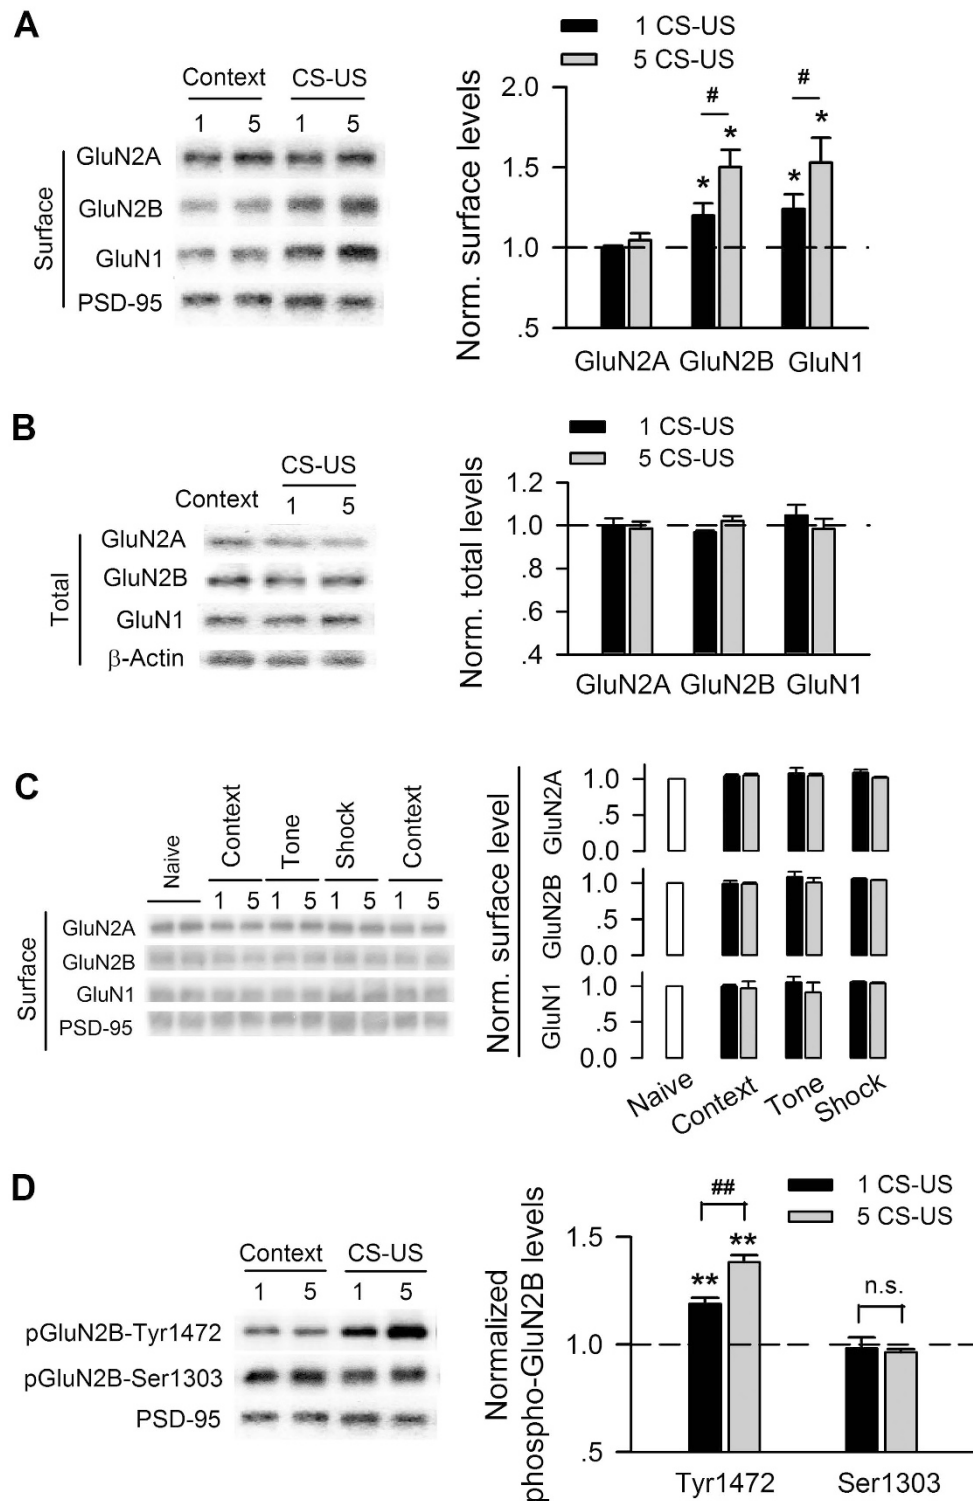 A
Context CS-US
1 5 1 5
Surface
GluN2A
GluN2B
GluN1
PSD-95
1 CS-US
5 CS-US
Norm. surface levels
2.0
1.5
1.0
.5
# #
* * * *
GluN2A GluN2B GluN1
B
CS-US
Context 1 5
Total
GluN2A
GluN2B
GluN1
β-Actin
1 CS-US
5 CS-US
Norm. total levels
1.2
1.0
.8
.6
.4
GluN2A GluN2B GluN1
C
Naive Context Tone Shock Context
1 5 1 5 1 5 1 5
Surface
GluN2A
GluN2B
GluN1
PSD-95
Norm. surface level
GluN2A
1.0
.5
0.0
GluN2B
1.0
.5
0.0
GluN1
1.0
.5
0.0
Naive Context Tone Shock
D
Context CS-US
1 5 1 5
pGluN2B-Tyr1472
pGluN2B-Ser1303
PSD-95
1 CS-US
5 CS-US
Normalized
phospho-GluN2B levels
1.5
1.0
.5
##
** **
n.s.
Tyr1472 Ser1303